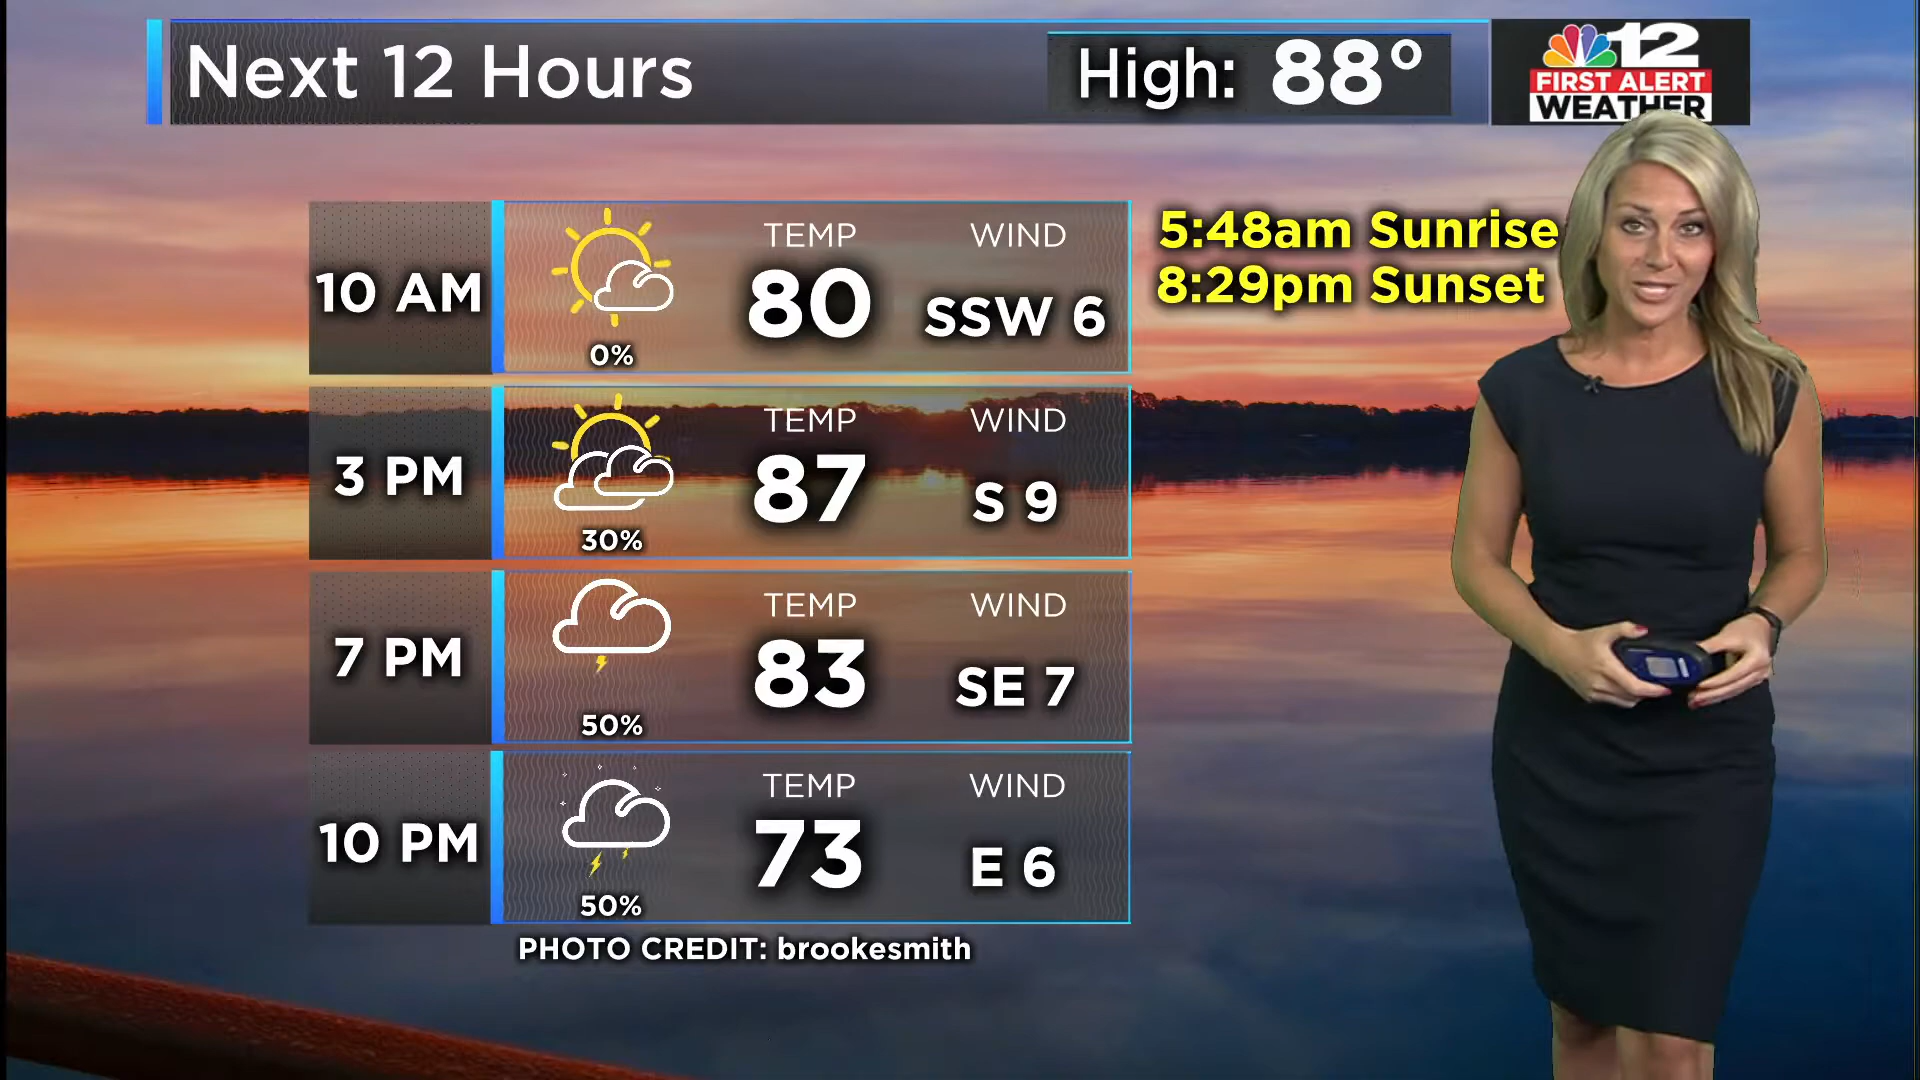 Next 12 Hours
High: 88°
12
FIRST ALERT
WEATHER
5:48am Sunrise
8:29pm Sunset
10 AM
0%
TEMP
80
WIND
SSW 6
3 PM
30%
TEMP
87
WIND
S 9
7 PM
50%
TEMP
83
WIND
SE 7
10 PM
50%
TEMP
73
WIND
E 6
PHOTO CREDIT: brookesmith